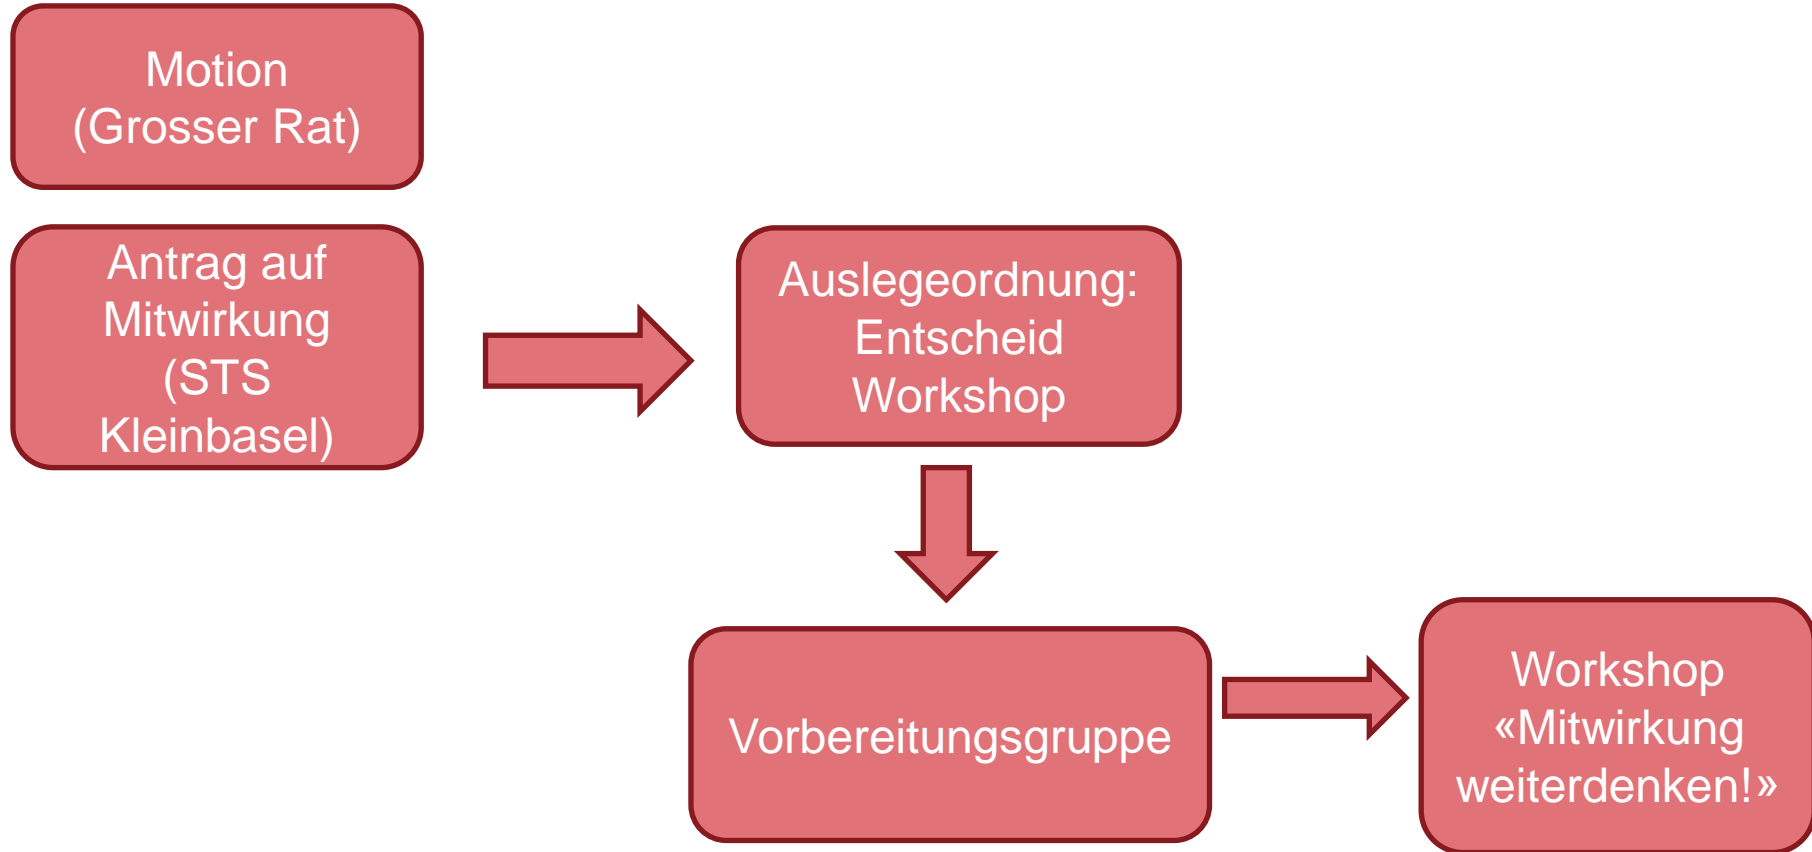 Motion
(Grosser Rat)
Antrag auf
Mitwirkung
(STS
Kleinbasel)
Auslegeordnung:
Entscheid
Workshop
Vorbereitungsgruppe
Workshop
«Mitwirkung
weiterdenken!»